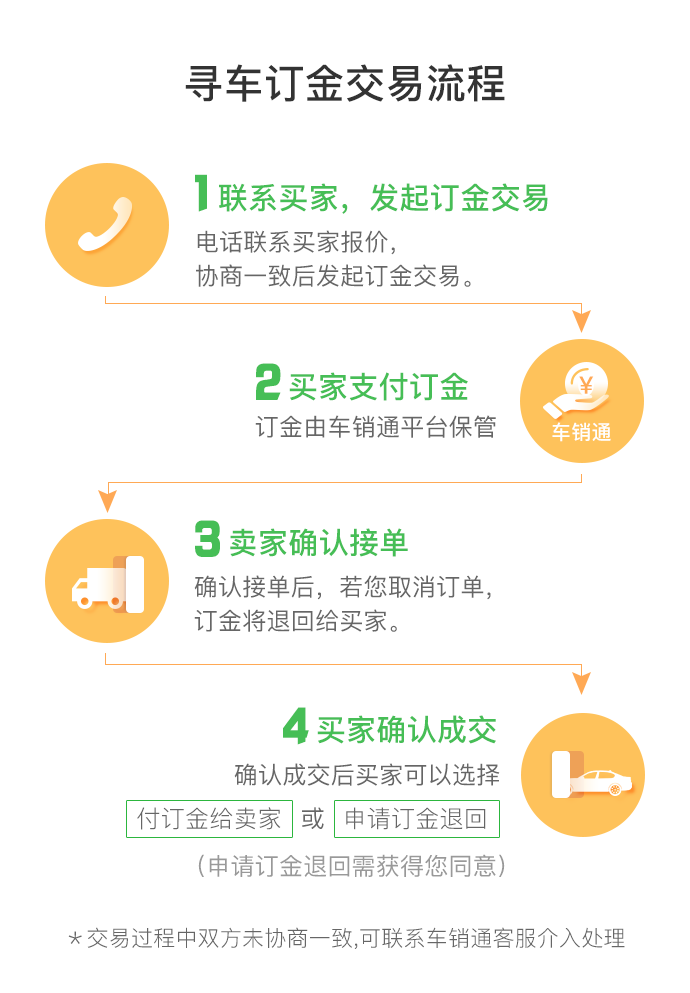 寻车订金交易流程
1 联系买家，发起订金交易
电话联系买家报价，
协商一致后发起订金交易。
2 买家支付订金
订金由车销通平台保管
¥
车销通
3 卖家确认接单
确认接单后，若您取消订单，
订金将退回给买家。
4 买家确认成交
确认成交后买家可以选择
付订金给卖家 或 申请订金退回
（申请订金退回需获得您同意）
＊交易过程中双方未协商一致,可联系车销通客服介入处理